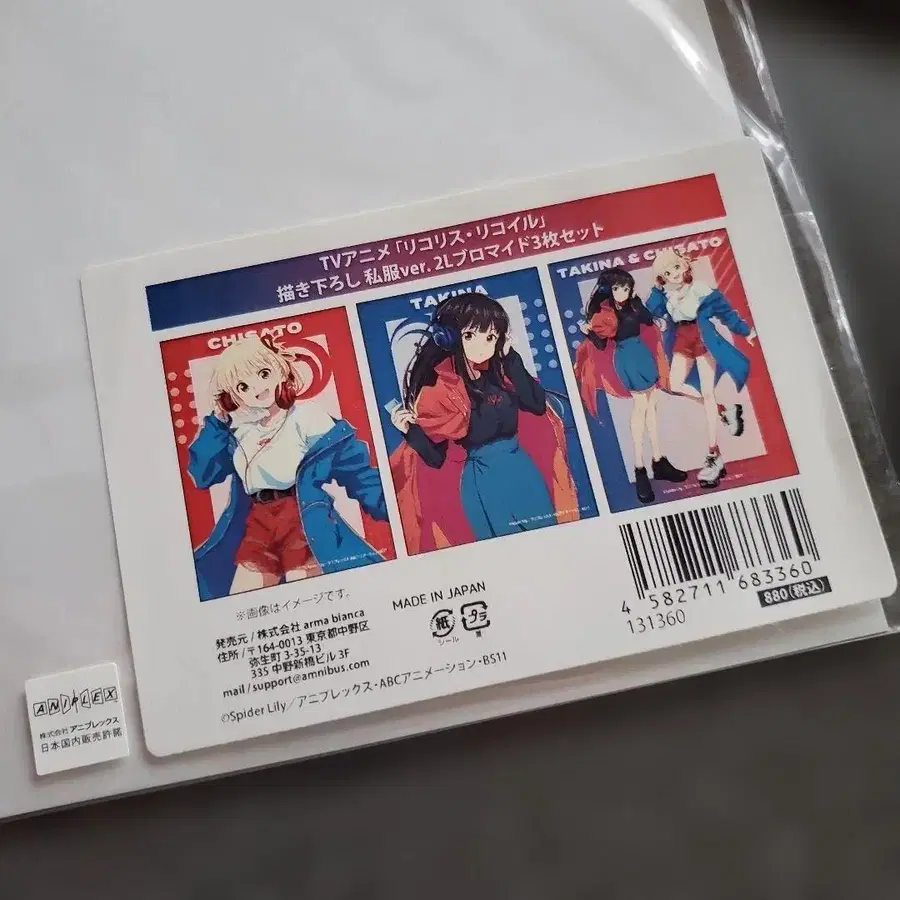 TVアニメ「リコリス・リコイル」
描き下ろし 私服ver. 2Lブロマイド3枚セット
CHISATO
TAKINA
TAKINA & CHISATO
※画像はイメージです。
MADE IN JAPAN
発売元 / 株式会社 arma bianca
住所 / 〒164-0013 東京都中野区
弥生町 3-35-13
335 中野新橋ビル 3F
mail / support@amnibus.com
紙
シール
プラ
©Spider Lily／アニプレックス・ABCアニメーション・BS11
4 582711 683360
131360
880(税込)
ANIPLEX
株式会社 アニプレックス
日本国内販売許諾